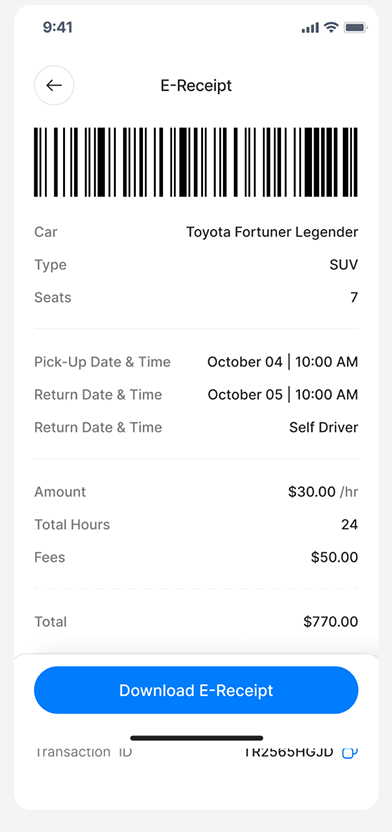 9:41
E-Receipt
Car Toyota Fortuner Legender
Type SUV
Seats 7
Pick-Up Date & Time October 04 | 10:00 AM
Return Date & Time October 05 | 10:00 AM
Return Date & Time Self Driver
Amount $30.00 /hr
Total Hours 24
Fees $50.00
Total $770.00
Download E-Receipt
Transaction ID TR2565HGJD